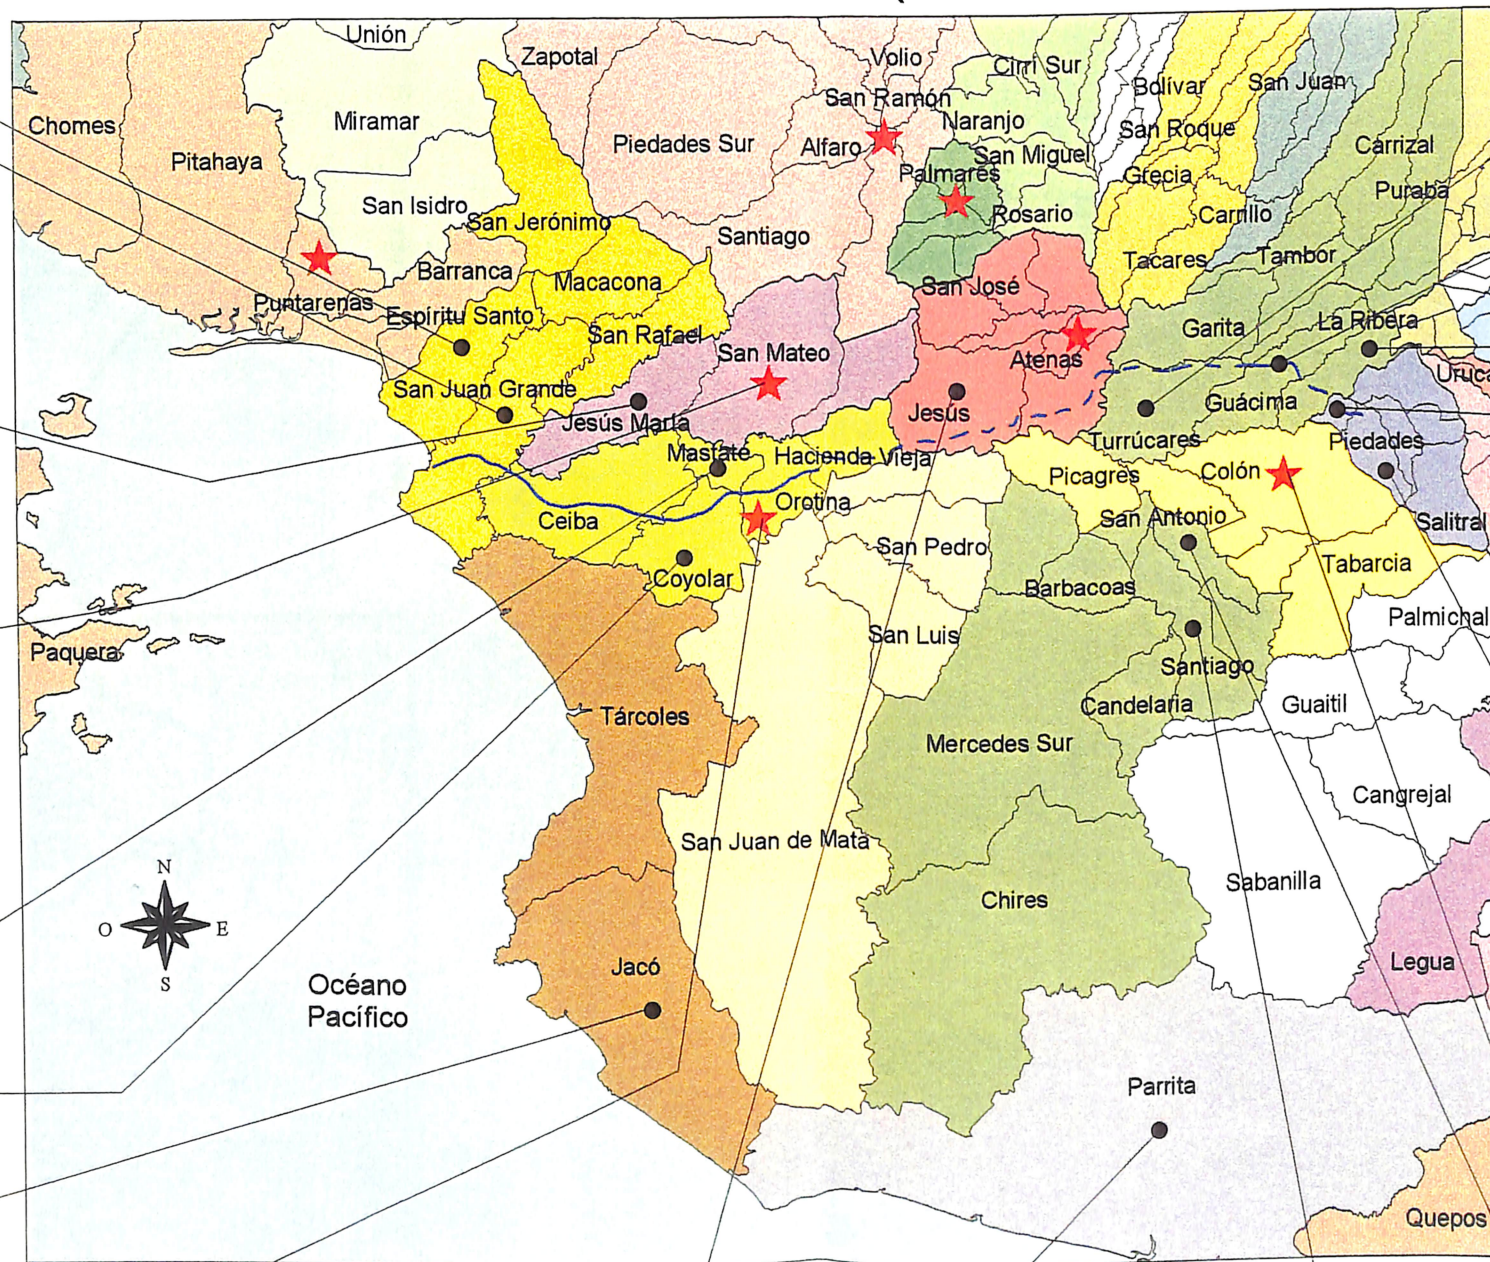 Unión
Zapotal
Volio
Cirrí Sur
Bolívar
San Juan
Chomes
Miramar
San Ramón
Naranjo
San Roque
Pitahaya
Piedades Sur
Alfaro
San Miguel
Carrizal
Palmares
Grecia
Puraba
San Isidro
San Jerónimo
Rosario
Carrillo
Santiago
Barranca
Macacona
San José
Tacares
Tambor
Puntarenas
Espíritu Santo
San Rafael
Garita
La Ribera
San Mateo
Atenas
San Juan Grande
Uruca
Jesús María
Jesús
Guácima
Mastate
Hacienda Vieja
Turrúcares
Piedades
Picagres
Colón
Ceiba
Orotina
San Antonio
Salitral
San Pedro
Tabarcia
Coyolar
Barbacoas
Palmichal
Paquera
San Luis
Santiago
Tárcoles
Candelaria
Guaitil
Mercedes Sur
Cangrejal
San Juan de Mata
Sabanilla
N
O
E
S
Chires
Jacó
Legua
Océano
Pacífico
Parrita
Quepos